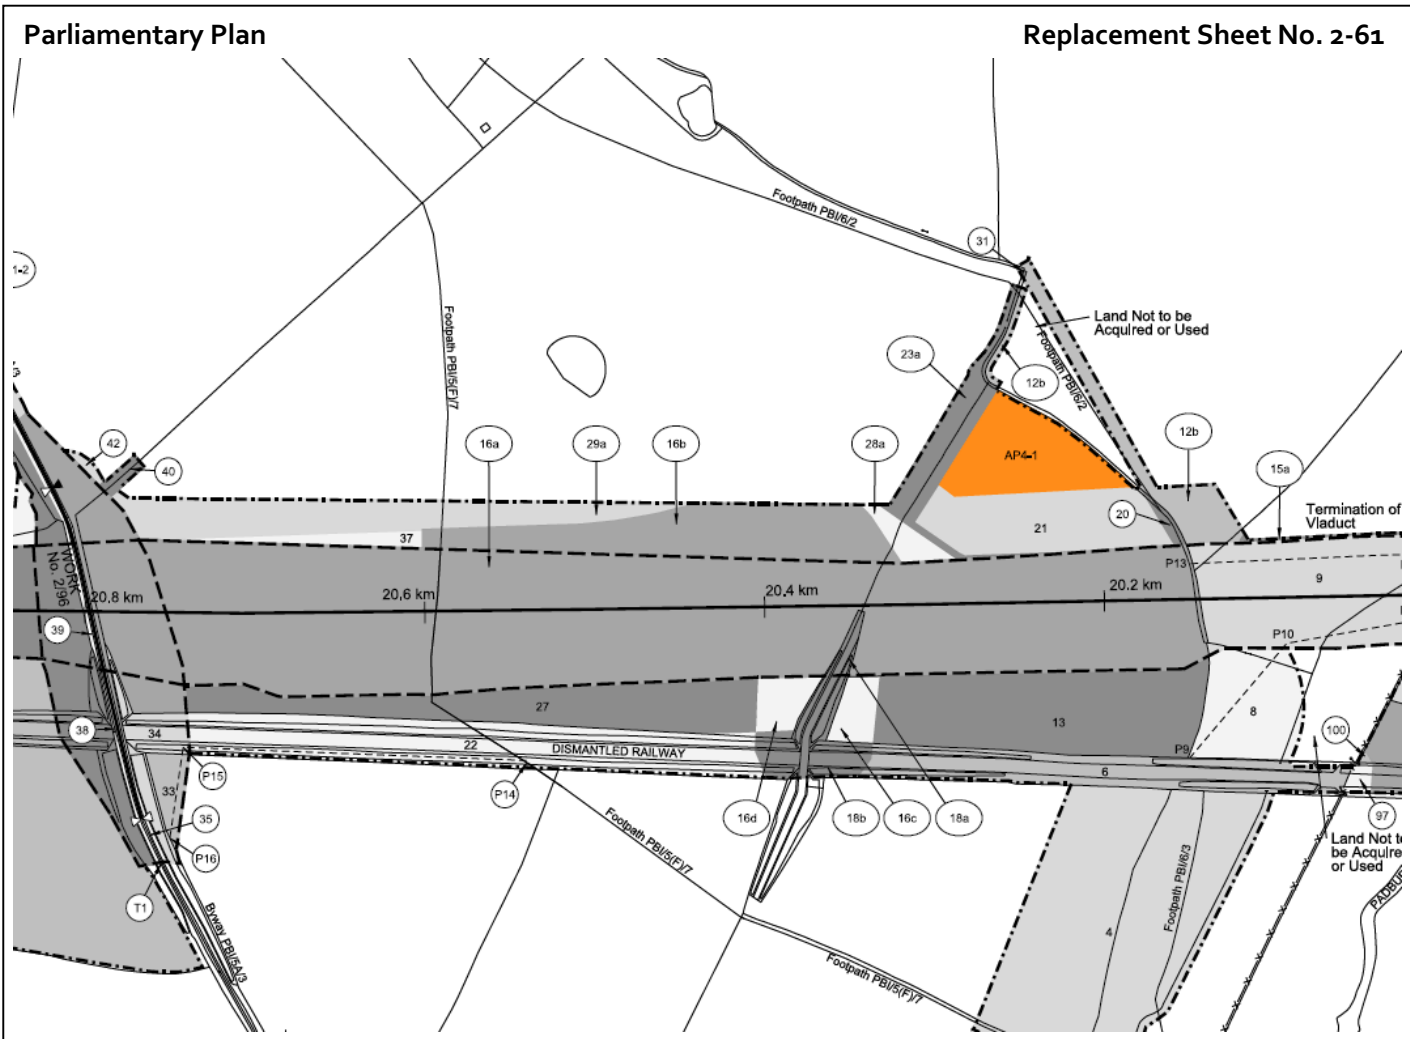 Parliamentary Plan
Replacement Sheet No. 2-61
Footpath PBI/6/2
31
1-2
Land Not to be
Acquired or Used
Footpath PBI/5(F)/7
Footpath PBI/6/2
23a
12b
42
40
16a
29a
16b
28a
12b
15a
AP4-1
20
21
Termination of
Viaduct
37
P13
9
WORK
No. 2/96
20.8 km
20.6 km
20.4 km
20.2 km
39
P10
27
13
8
38
34
22
DISMANTLED RAILWAY
P9
100
6
P15
P14
33
35
16d
18b
16c
18a
97
P16
Footpath PBI/5(F)/7
Land Not t
be Acquire
or Used
T1
Byway PBI/5A/3
4
Footpath PBI/6/3
PADBU
Footpath PBI/5(F)/7